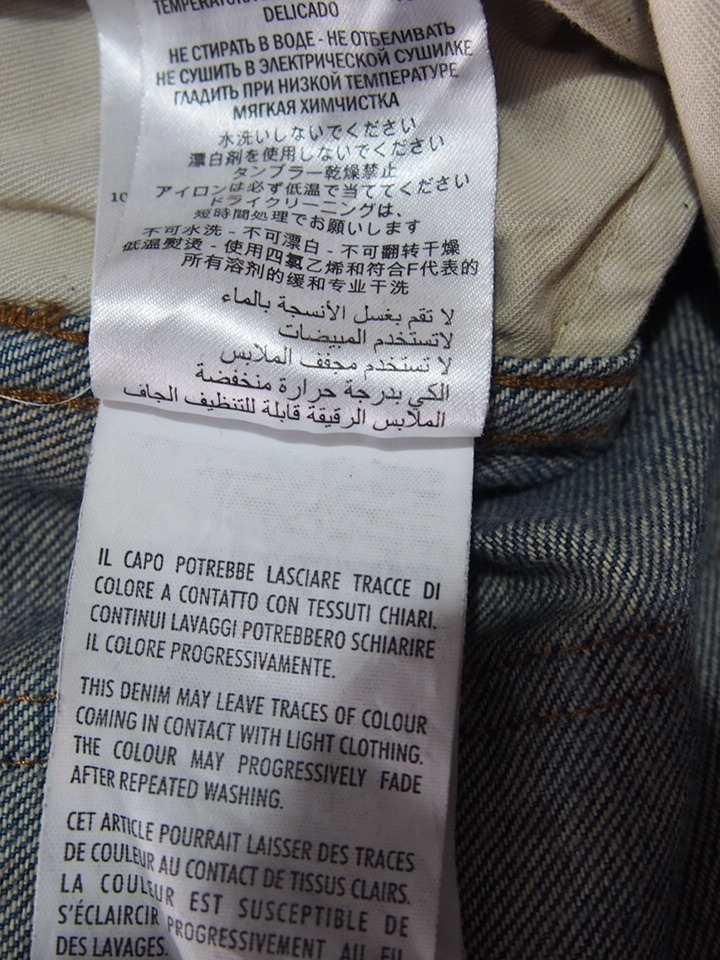 TEMPERATURA
DELICADO
НЕ СТИРАТЬ В ВОДЕ - НЕ ОТБЕЛИВАТЬ
НЕ СУШИТЬ В ЭЛЕКТРИЧЕСКОЙ СУШИЛКЕ
ГЛАДИТЬ ПРИ НИЗКОЙ ТЕМПЕРАТУРЕ
МЯГКАЯ ХИМЧИСТКА
水洗いしないでください
漂白剤を使用しないでください
タンブラー乾燥禁止
アイロンは必ず低温で当ててください
ドライクリーニングは、
短時間処理でお願いします
不可水洗 - 不可漂白 - 不可翻转干燥
低温熨烫 - 使用四氯乙烯和符合F代表的
所有溶剂的缓和专业干洗
لا تقم بغسل الأنسجة بالماء
لاتستخدم المبيضات
لا تستخدم مجفف الملابس
الكي بدرجة حرارة منخفضة
الملابس الرقيقة قابلة للتنظيف الجاف
10
IL CAPO POTREBBE LASCIARE TRACCE DI
COLORE A CONTATTO CON TESSUTI CHIARI.
CONTINUI LAVAGGI POTREBBERO SCHIARIRE
IL COLORE PROGRESSIVAMENTE.
THIS DENIM MAY LEAVE TRACES OF COLOUR
COMING IN CONTACT WITH LIGHT CLOTHING.
THE COLOUR MAY PROGRESSIVELY FADE
AFTER REPEATED WASHING.
CET ARTICLE POURRAIT LAISSER DES TRACES
DE COULEUR AU CONTACT DE TISSUS CLAIRS.
LA COULEUR EST SUSCEPTIBLE DE
S'ÉCLAIRCIR PROGRESSIVEMENT AU FIL
DES LAVAGES.